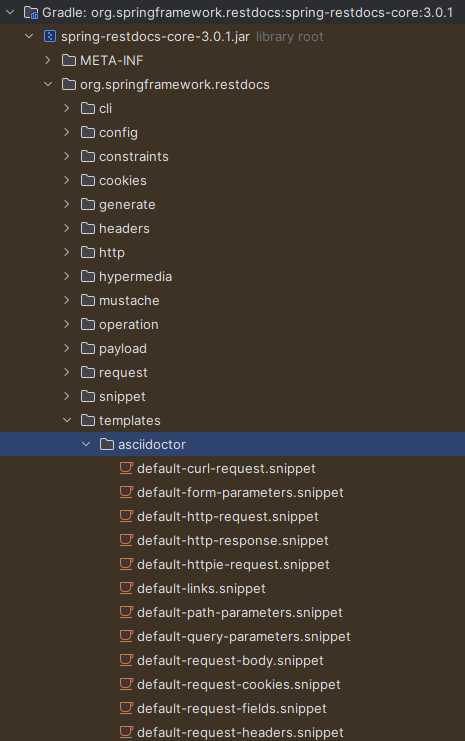 Gradle: org.springframework.restdocs:spring-restdocs-core:3.0.1
spring-restdocs-core-3.0.1.jar library root
META-INF
org.springframework.restdocs
cli
config
constraints
cookies
generate
headers
http
hypermedia
mustache
operation
payload
request
snippet
templates
asciidoctor
default-curl-request.snippet
default-form-parameters.snippet
default-http-request.snippet
default-http-response.snippet
default-httpie-request.snippet
default-links.snippet
default-path-parameters.snippet
default-query-parameters.snippet
default-request-body.snippet
default-request-cookies.snippet
default-request-fields.snippet
default-request-headers.snippet